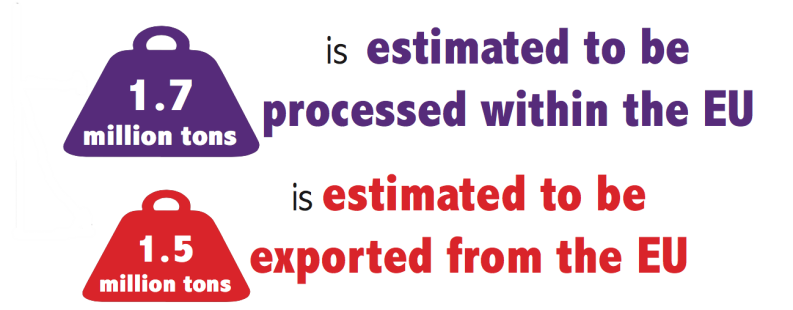 1.7
million tons
is estimated to be
processed within the EU
1.5
million tons
is estimated to be
exported from the EU